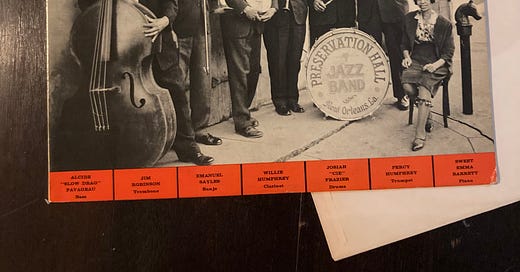 PRESERVATION HALL
JAZZ
BAND
New Orleans, La.
ALCIDE
"SLOW DRAG"
PAVAGEAU
Bass
JIM
ROBINSON
Trombone
EMANUEL
SAYLES
Banjo
WILLIE
HUMPHREY
Clarinet
JOSIAH
"CIE"
FRAZIER
Drums
PERCY
HUMPHREY
Trumpet
SWEET
EMMA
BARRETT
Piano